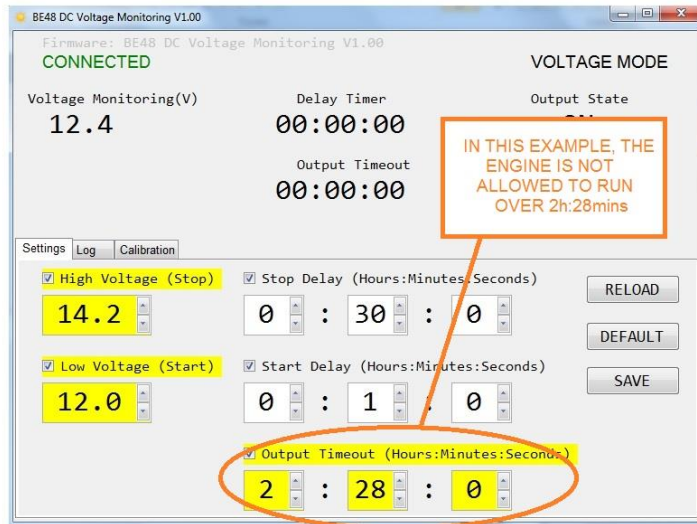 BE48 DC Voltage Monitoring V1.00
Firmware: BE48 DC Voltage Monitoring V1.00
CONNECTED
VOLTAGE MODE
Voltage Monitoring(V)
Delay Timer
Output State
12.4
00:00:00
Output Timeout
00:00:00
IN THIS EXAMPLE, THE
ENGINE IS NOT
ALLOWED TO RUN
OVER 2h:28mins
Settings Log Calibration
High Voltage (Stop)
Stop Delay (Hours:Minutes:Seconds)
14.2
0 : 30 : 0
RELOAD
DEFAULT
Low Voltage (Start)
Start Delay (Hours:Minutes:Seconds)
SAVE
12.0
0 : 1 : 0
Output Timeout (Hours:Minutes:Seconds)
2 : 28 : 0